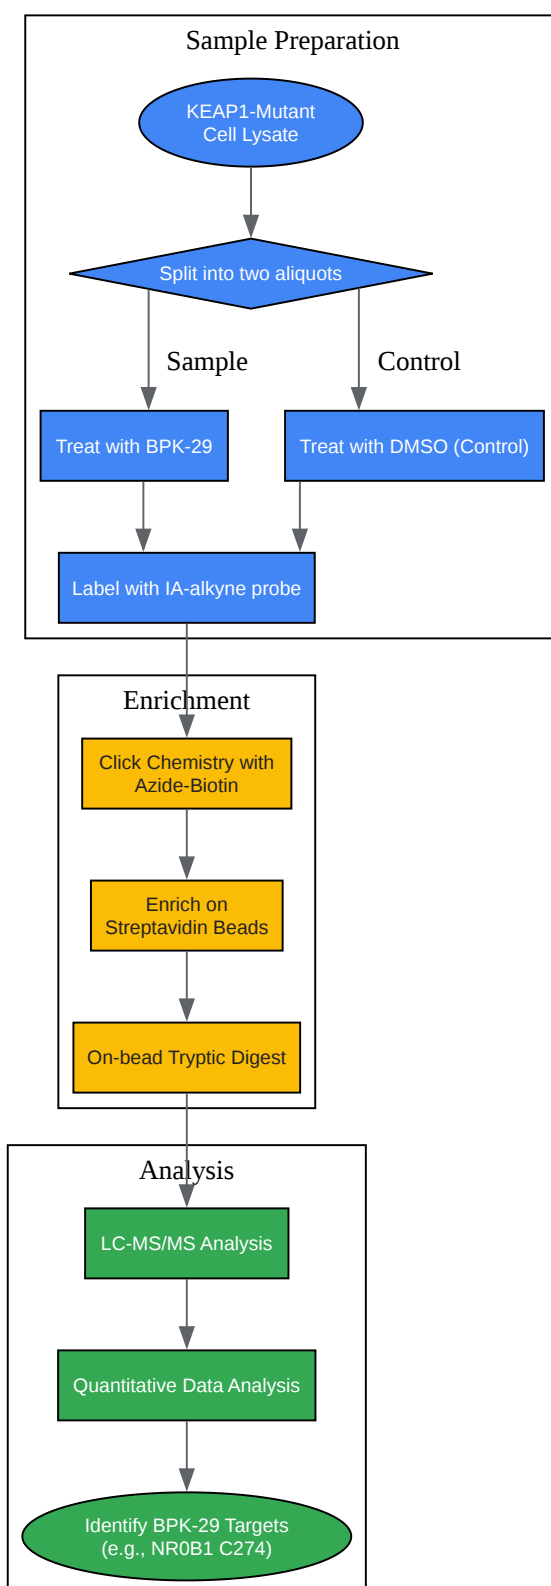 Sample Preparation
KEAP1-Mutant
Cell Lysate
Split into two aliquots
Sample
Control
Treat with BPK-29
Treat with DMSO (Control)
Label with IA-alkyne probe
Enrichment
Click Chemistry with
Azide-Biotin
Enrich on
Streptavidin Beads
On-bead Tryptic Digest
Analysis
LC-MS/MS Analysis
Quantitative Data Analysis
Identify BPK-29 Targets
(e.g., NR0B1 C274)